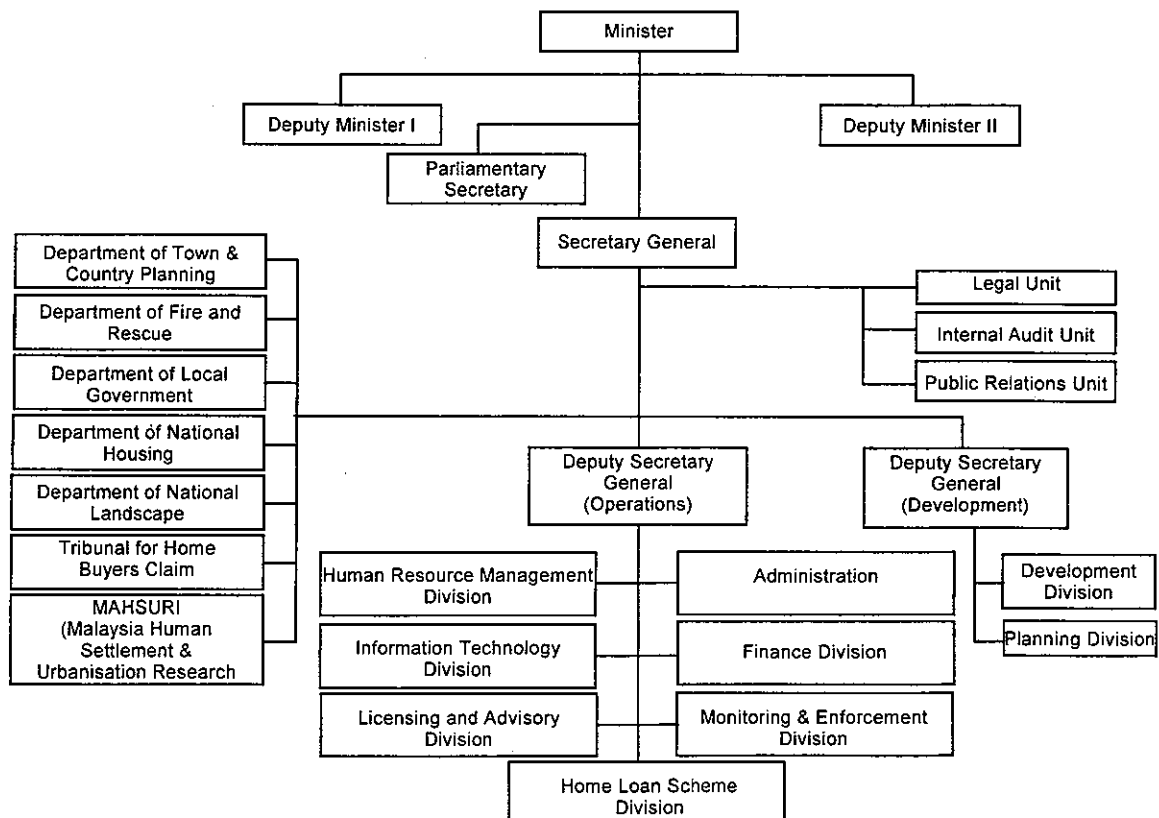 Minister
Deputy Minister I
Deputy Minister II
Parliamentary
Secretary
Secretary General
Department of Town &
Country Planning
Department of Fire and
Rescue
Department of Local
Government
Department of National
Housing
Department of National
Landscape
Tribunal for Home
Buyers Claim
MAHSURI
(Malaysia Human
Settlement &
Urbanisation Research
Legal Unit
Internal Audit Unit
Public Relations Unit
Deputy Secretary
General
(Operations)
Deputy Secretary
General
(Development)
Human Resource Management
Division
Administration
Information Technology
Division
Finance Division
Licensing and Advisory
Division
Monitoring & Enforcement
Division
Home Loan Scheme
Division
Development
Division
Planning Division